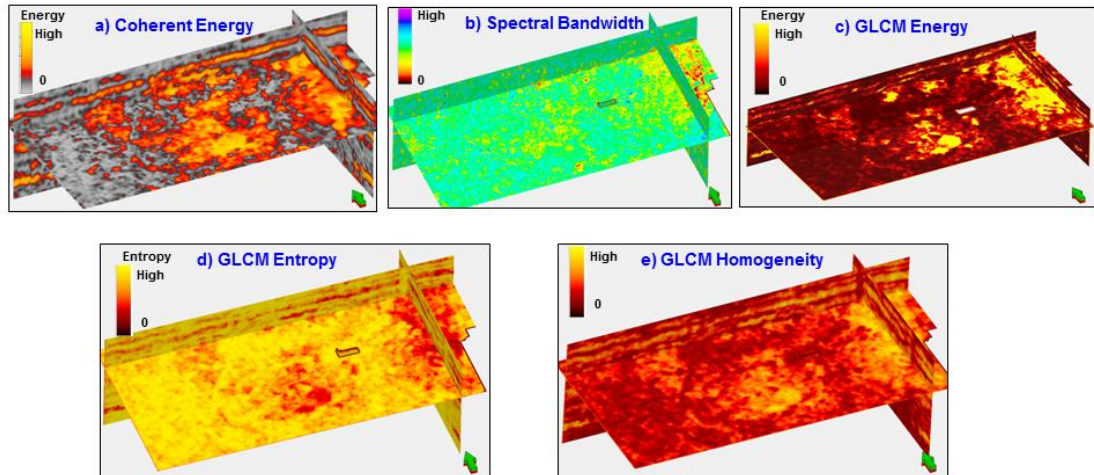 a) Coherent Energy
Energy
High
0
b) Spectral Bandwidth
High
0
c) GLCM Energy
Energy
High
0
d) GLCM Entropy
Entropy
High
0
e) GLCM Homogeneity
High
0